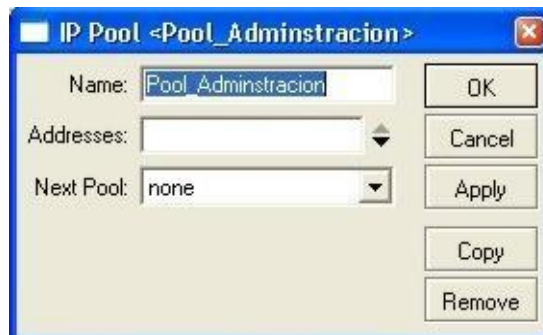 IP Pool <Pool_Adminstracion>
Name: Pool_Adminstracion
OK
Addresses:
Cancel
Next Pool: none
Apply
Copy
Remove